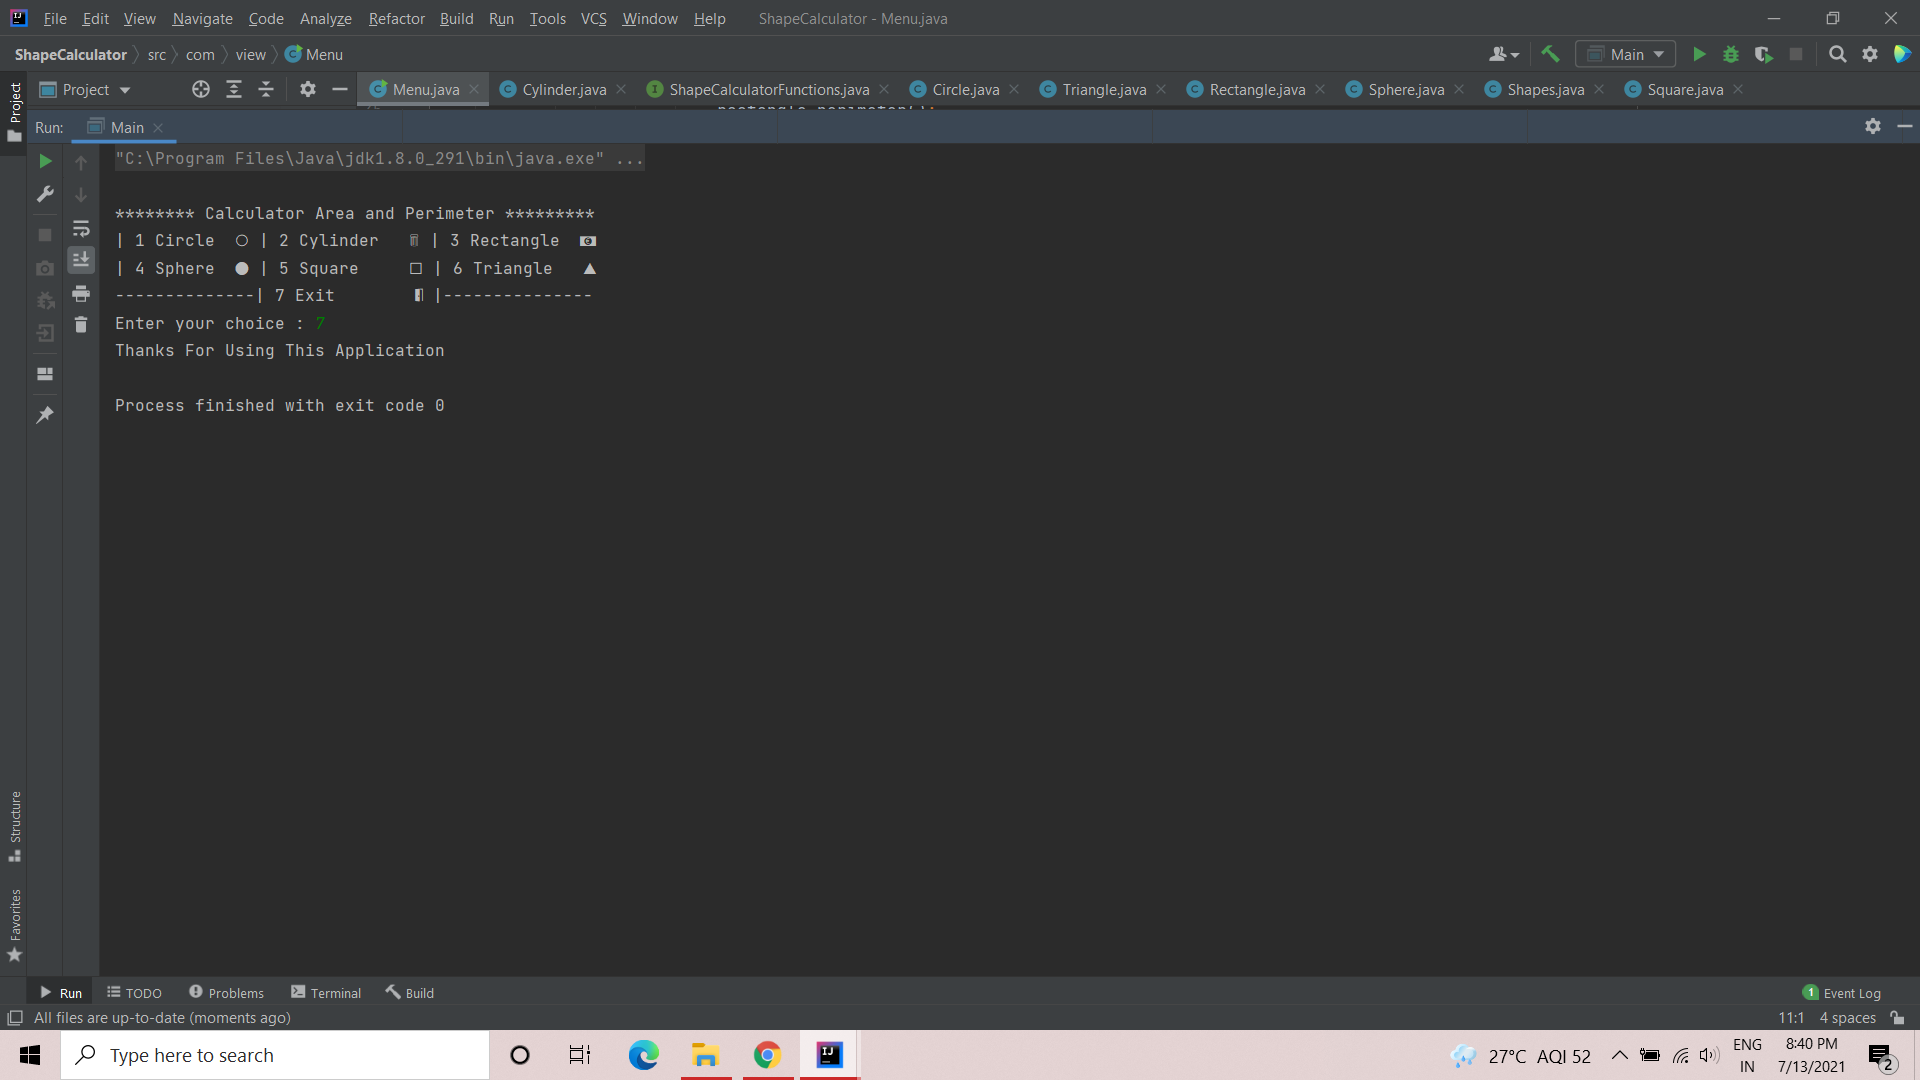 File Edit View Navigate Code Analyze Refactor Build Run Tools VCS Window Help ShapeCalculator - Menu.java
ShapeCalculator src com view Menu Main
Project Menu.java Cylinder.java ShapeCalculatorFunctions.java Circle.java Triangle.java Rectangle.java Sphere.java Shapes.java Square.java
Project
Run: Main
"C:\Program Files\Java\jdk1.8.0_291\bin\java.exe" ...
******** Calculator Area and Perimeter *********
| 1 Circle ○ | 2 Cylinder 🗑 | 3 Rectangle 💵
| 4 Sphere ● | 5 Square □ | 6 Triangle ▲
--------------| 7 Exit 🚪 |---------------
Enter your choice : 7
Thanks For Using This Application
Process finished with exit code 0
Structure
Favorites
Run TODO Problems Terminal Build 1 Event Log
All files are up-to-date (moments ago) 11:1 4 spaces
Type here to search 27°C AQI 52 ENG 8:40 PM
IN 7/13/2021 2